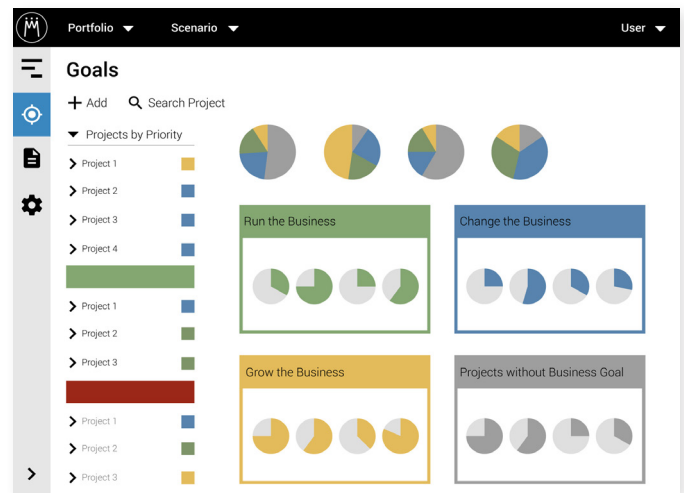 Portfolio
Scenario
User
Goals
Add
Search Project
Projects by Priority
Project 1
Project 2
Project 3
Project 4
Project 1
Project 2
Project 3
Project 1
Project 2
Project 3
Run the Business
Change the Business
Grow the Business
Projects without Business Goal